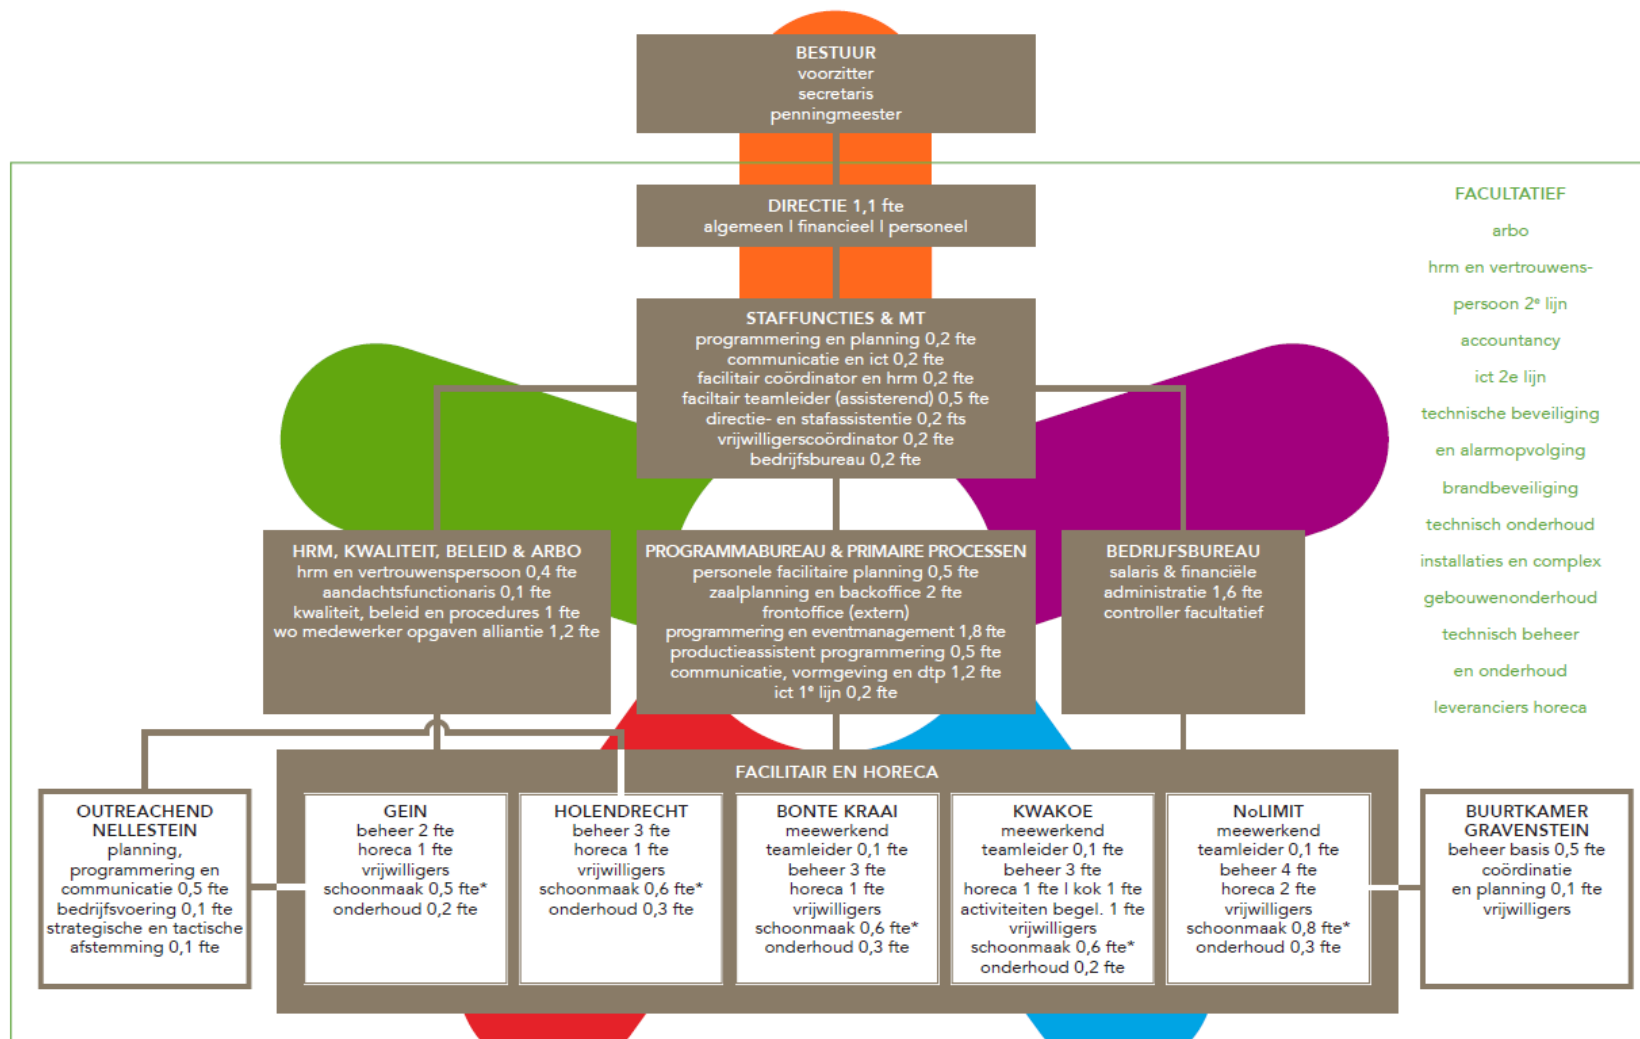 BESTUUR
voorzitter
secretaris
penningmeester
DIRECTIE 1,1 fte
algemeen I financieel I personeel
STAFFUNCTIES & MT
programmering en planning 0,2 fte
communicatie en ict 0,2 fte
facilitair coördinator en hrm 0,2 fte
faciltair teamleider (assisterend) 0,5 fte
directie- en stafassistentie 0,2 fts
vrijwilligerscoördinator 0,2 fte
bedrijfsbureau 0,2 fte
HRM, KWALITEIT, BELEID & ARBO
hrm en vertrouwenspersoon 0,4 fte
aandachtsfunctionaris 0,1 fte
kwaliteit, beleid en procedures 1 fte
wo medewerker opgaven alliantie 1,2 fte
PROGRAMMABUREAU & PRIMAIRE PROCESSEN
personele facilitaire planning 0,5 fte
zaalplanning en backoffice 2 fte
frontoffice (extern)
programmering en eventmanagement 1,8 fte
productieassistent programmering 0,5 fte
communicatie, vormgeving en dtp 1,2 fte
ict 1ᵉ lijn 0,2 fte
BEDRIJFSBUREAU
salaris & financiële
administratie 1,6 fte
controller facultatief
FACULTATIEF
arbo
hrm en vertrouwens-
persoon 2ᵉ lijn
accountancy
ict 2e lijn
technische beveiliging
en alarmopvolging
brandbeveiliging
technisch onderhoud
installaties en complex
gebouwenonderhoud
technisch beheer
en onderhoud
leveranciers horeca
FACILITAIR EN HORECA
OUTREACHEND
NELLESTEIN
planning,
programmering en
communicatie 0,5 fte
bedrijfsvoering 0,1 fte
strategische en tactische
afstemming 0,1 fte
GEIN
beheer 2 fte
horeca 1 fte
vrijwilligers
schoonmaak 0,5 fte*
onderhoud 0,2 fte
HOLENDRECHT
beheer 3 fte
horeca 1 fte
vrijwilligers
schoonmaak 0,6 fte*
onderhoud 0,3 fte
BONTE KRAAI
meewerkend
teamleider 0,1 fte
beheer 3 fte
horeca 1 fte
vrijwilligers
schoonmaak 0,6 fte*
onderhoud 0,3 fte
KWAKOE
meewerkend
teamleider 0,1 fte
beheer 3 fte
horeca 1 fte I kok 1 fte
activiteiten begel. 1 fte
vrijwilligers
schoonmaak 0,6 fte*
onderhoud 0,2 fte
NoLIMIT
meewerkend
teamleider 0,1 fte
beheer 4 fte
horeca 2 fte
vrijwilligers
schoonmaak 0,8 fte*
onderhoud 0,3 fte
BUURTKAMER
GRAVENSTEIN
beheer basis 0,5 fte
coördinatie
en planning 0,1 fte
vrijwilligers